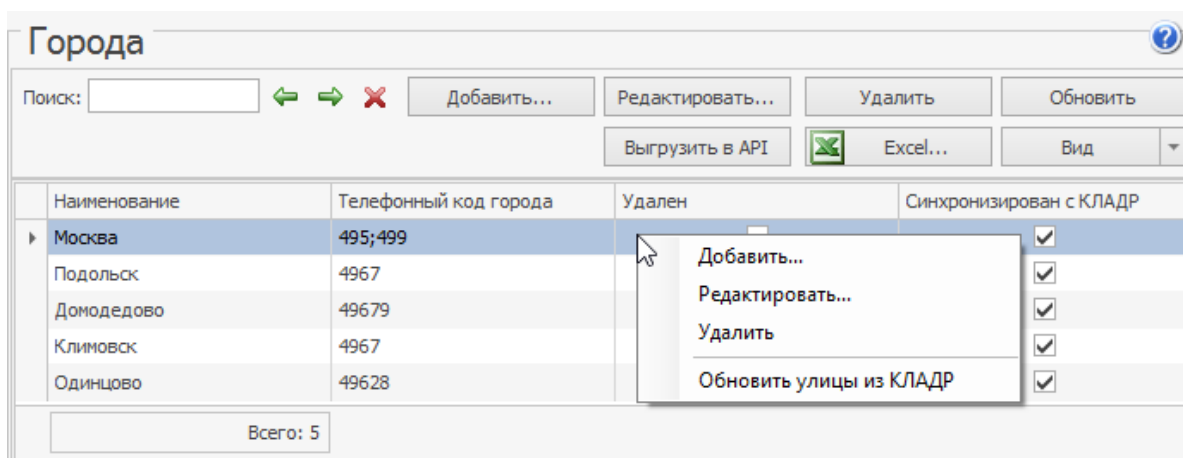 Города
Поиск: Добавить... Редактировать... Удалить Обновить
Выгрузить в API Excel... Вид
Наименование Телефонный код города Удален Синхронизирован с КЛАДР
Москва 495;499
Добавить...
Подольск 4967
Редактировать...
Домодедово 49679
Удалить
Климовск 4967
Одинцово 49628
Обновить улицы из КЛАДР
Всего: 5